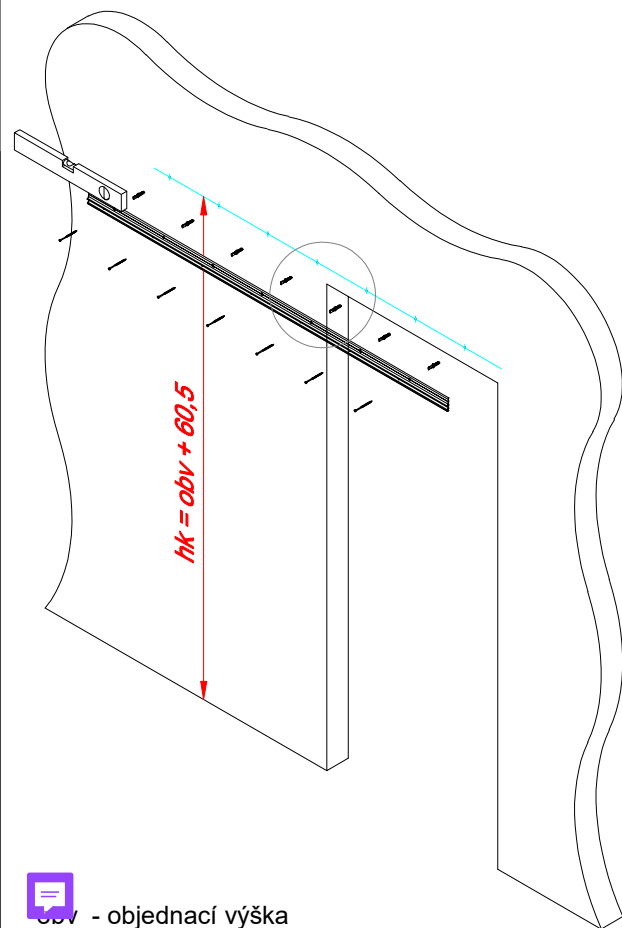 hk = obv + 60,5
obv - objednací výška